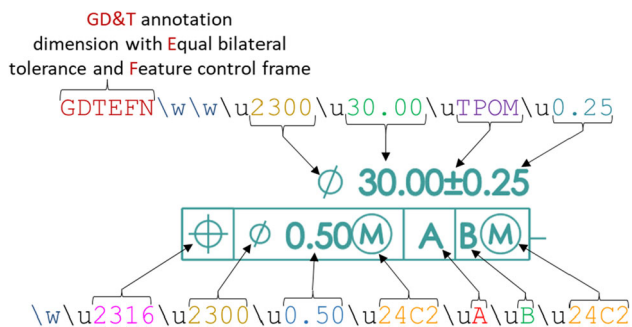 GD&T annotation
dimension with Equal bilateral
tolerance and Feature control frame
GDTEFN\w\w\u2300\u30.00\uTPOM\u0.25
⌀ 30.00±0.25
⌖ ⌀ 0.50Ⓜ A BⓂ
\w\u2316\u2300\u0.50\u24C2\uA\uB\u24C2